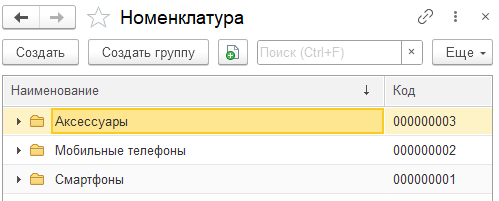 Номенклатура
Создать Создать группу Поиск (Ctrl+F) × Еще
Наименование ↓ Код
Аксессуары 000000003
Мобильные телефоны 000000002
Смартфоны 000000001